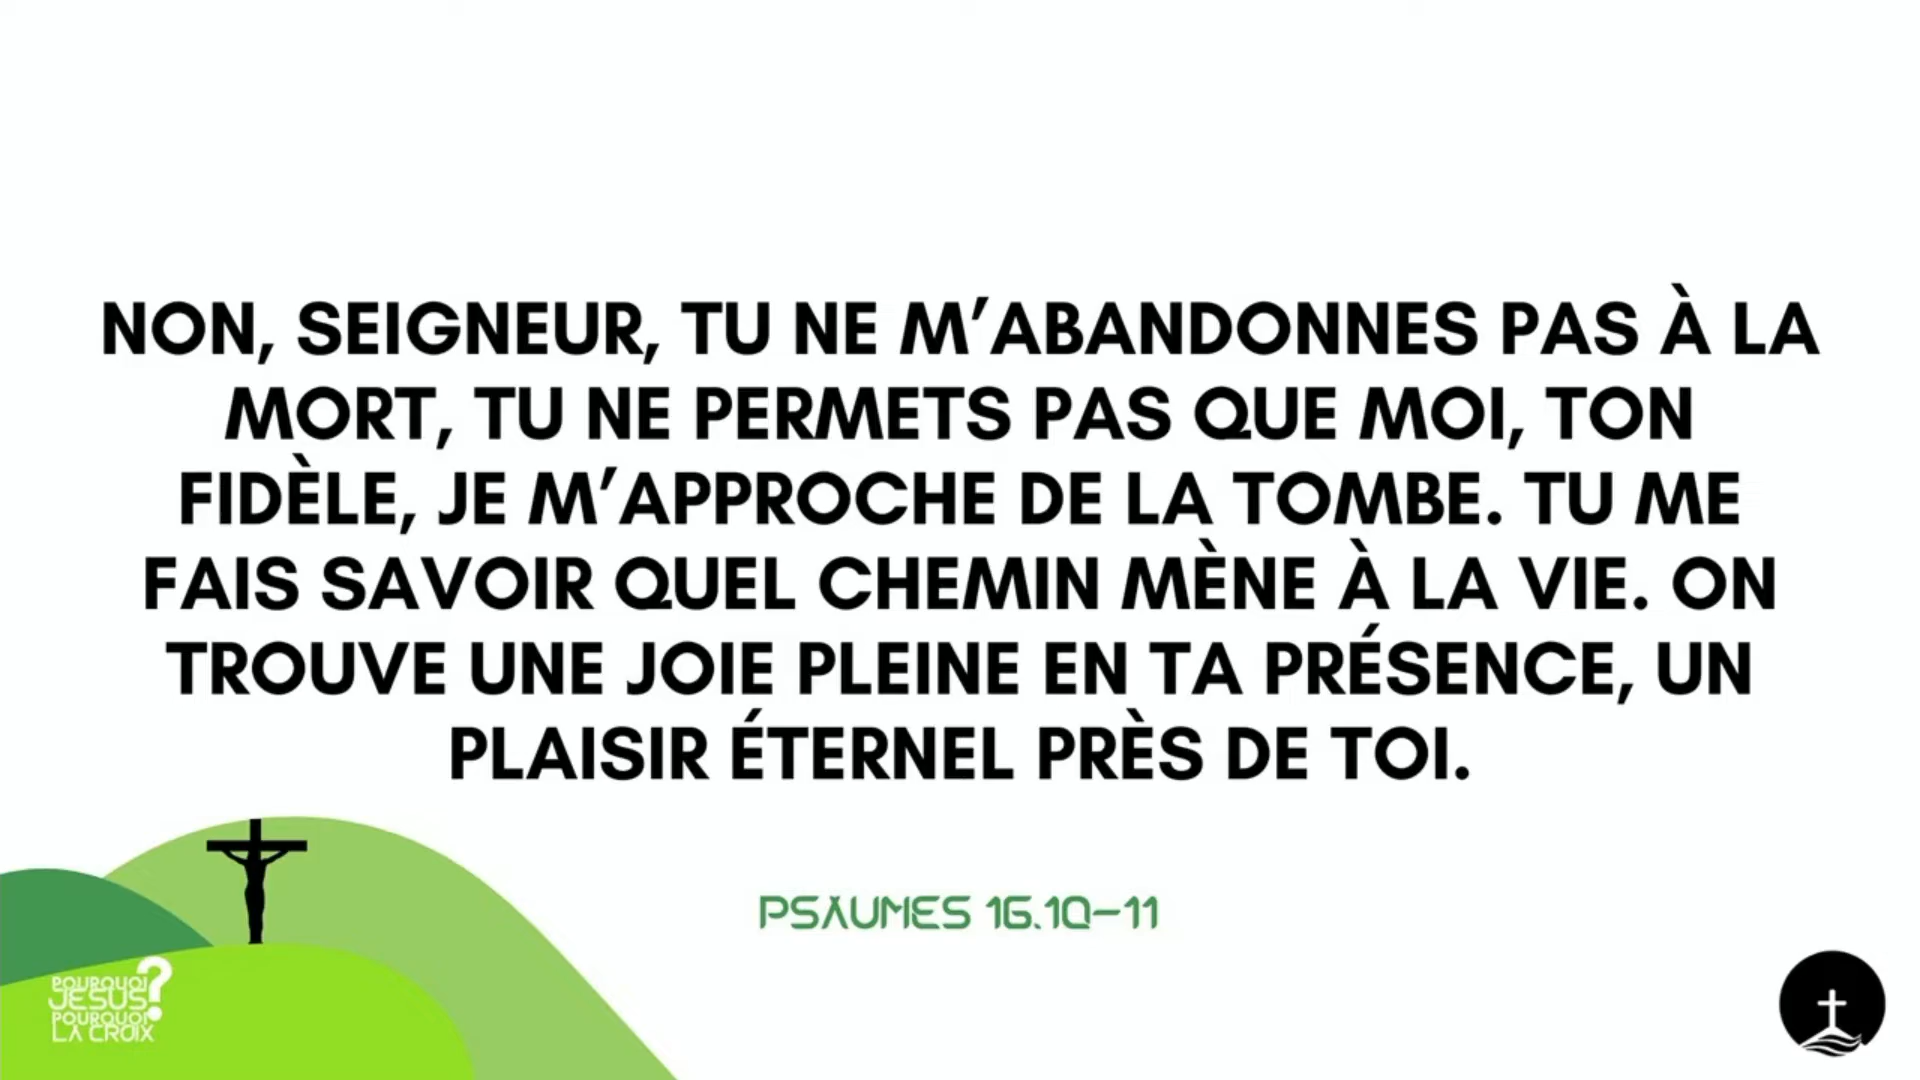 NON, SEIGNEUR, TU NE M’ABANDONNES PAS À LA
MORT, TU NE PERMETS PAS QUE MOI, TON
FIDÈLE, JE M’APPROCHE DE LA TOMBE. TU ME
FAIS SAVOIR QUEL CHEMIN MÈNE À LA VIE. ON
TROUVE UNE JOIE PLEINE EN TA PRÉSENCE, UN
PLAISIR ÉTERNEL PRÈS DE TOI.
PSAUMES 16.10–11
POURQUOI
JESUS?
POURQUOI
LA CROIX